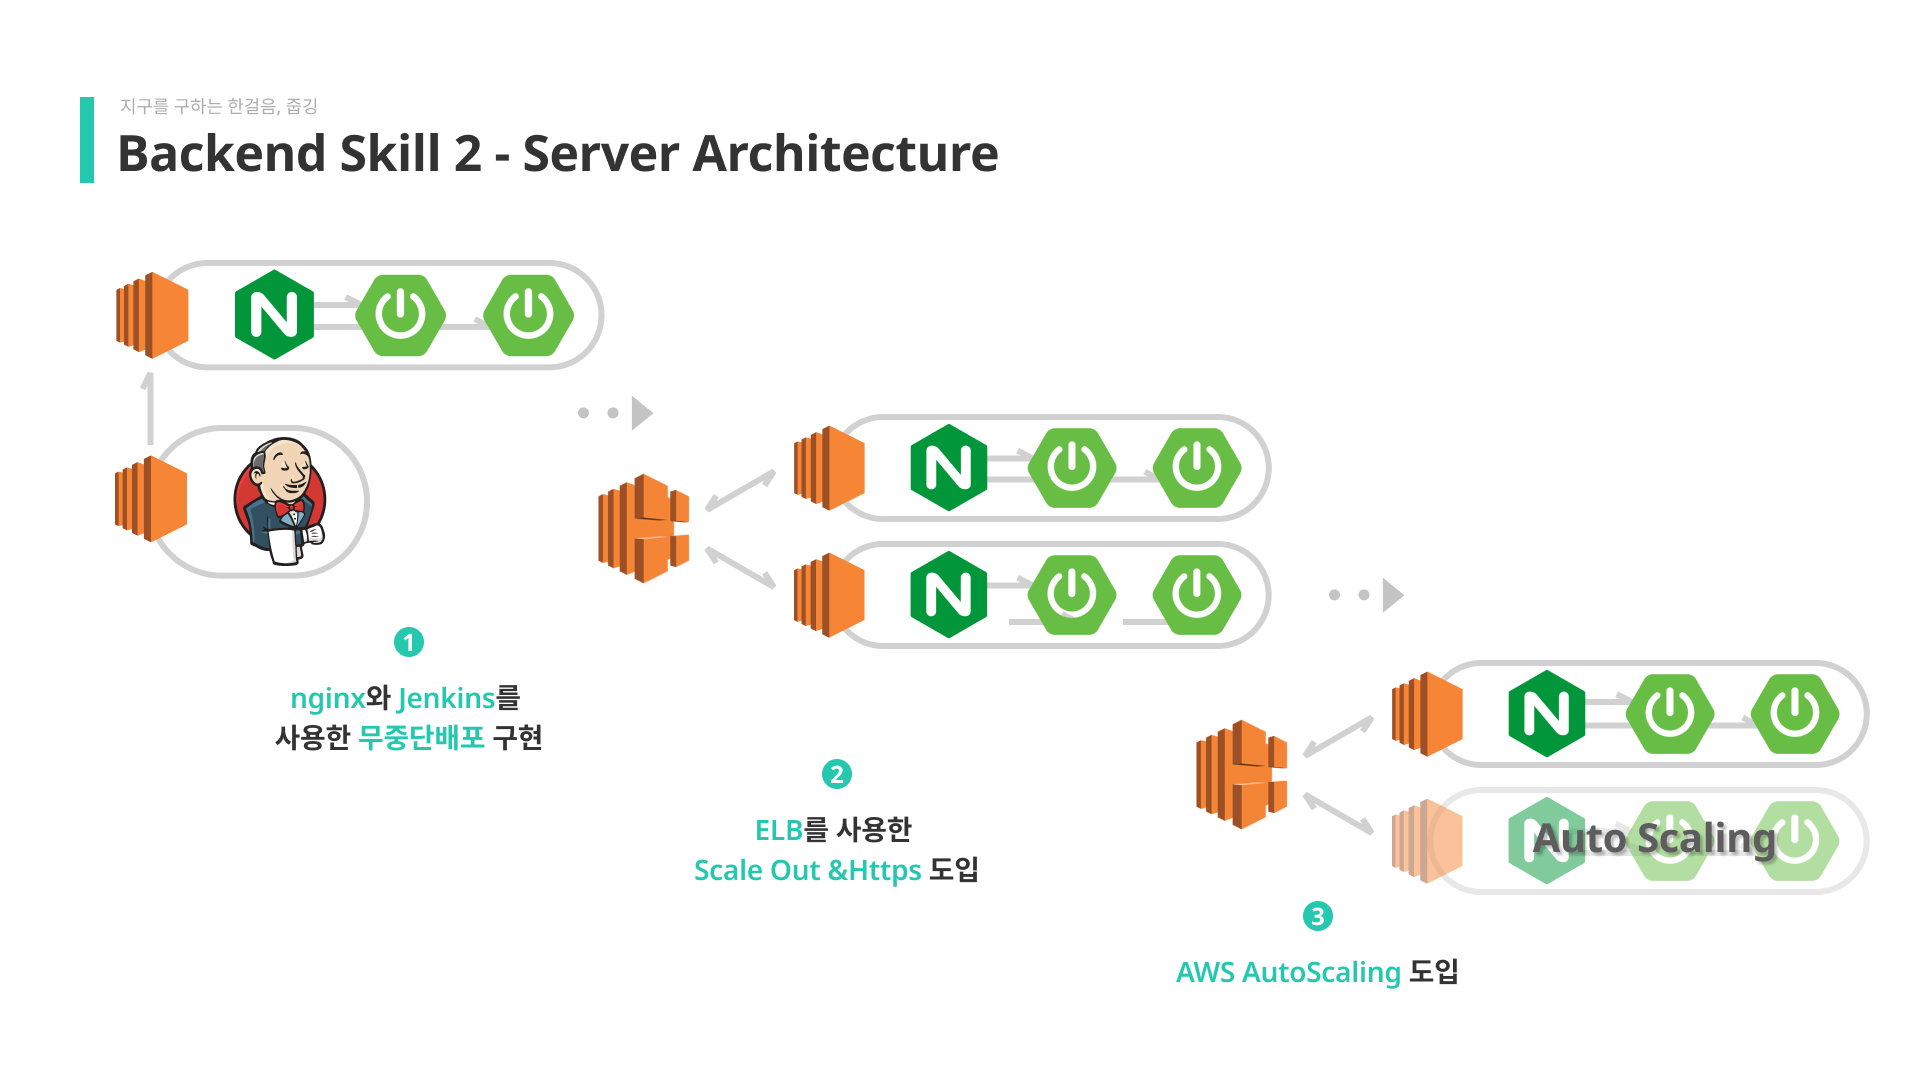 지구를 구하는 한걸음, 줍깅
Backend Skill 2 - Server Architecture
1
nginx와 Jenkins를
사용한 무중단배포 구현
2
ELB를 사용한
Scale Out &Https 도입
Auto Scaling
3
AWS AutoScaling 도입